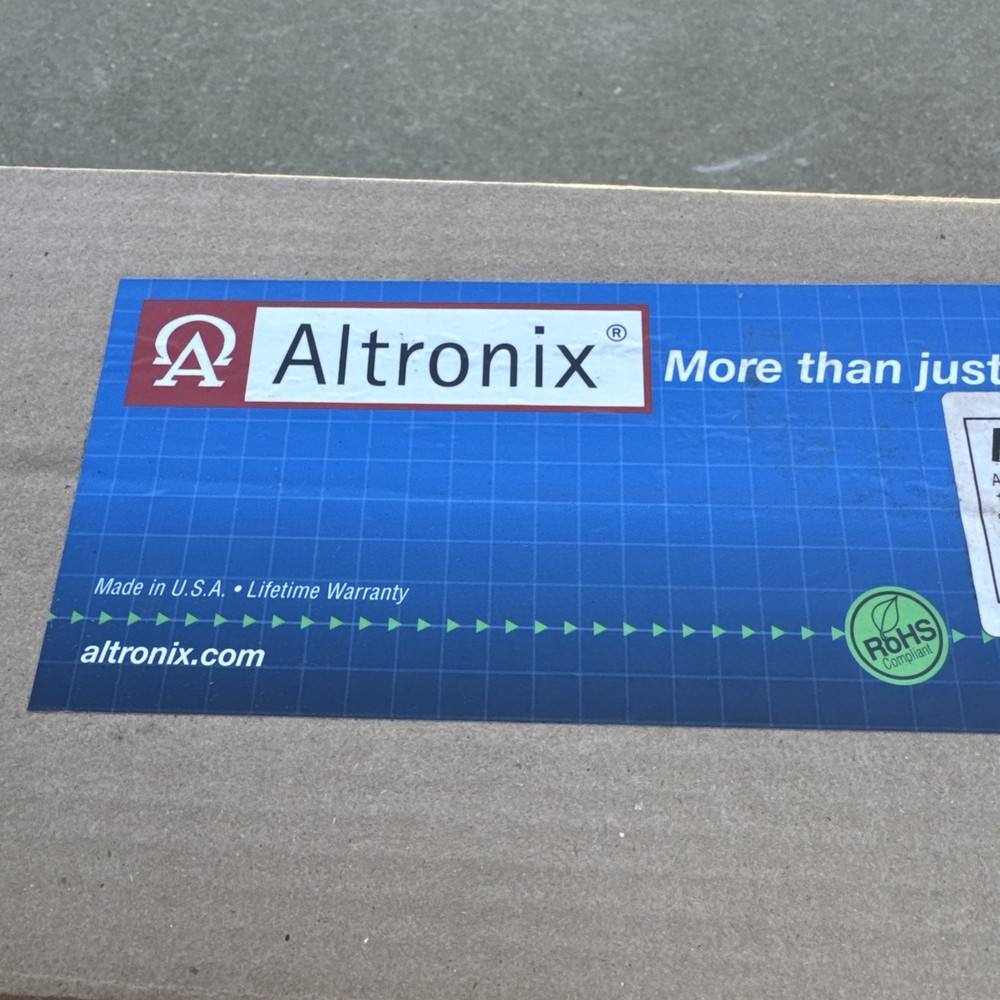 Altronix®
More than just
Made in U.S.A. • Lifetime Warranty
altronix.com
RoHS
Compliant